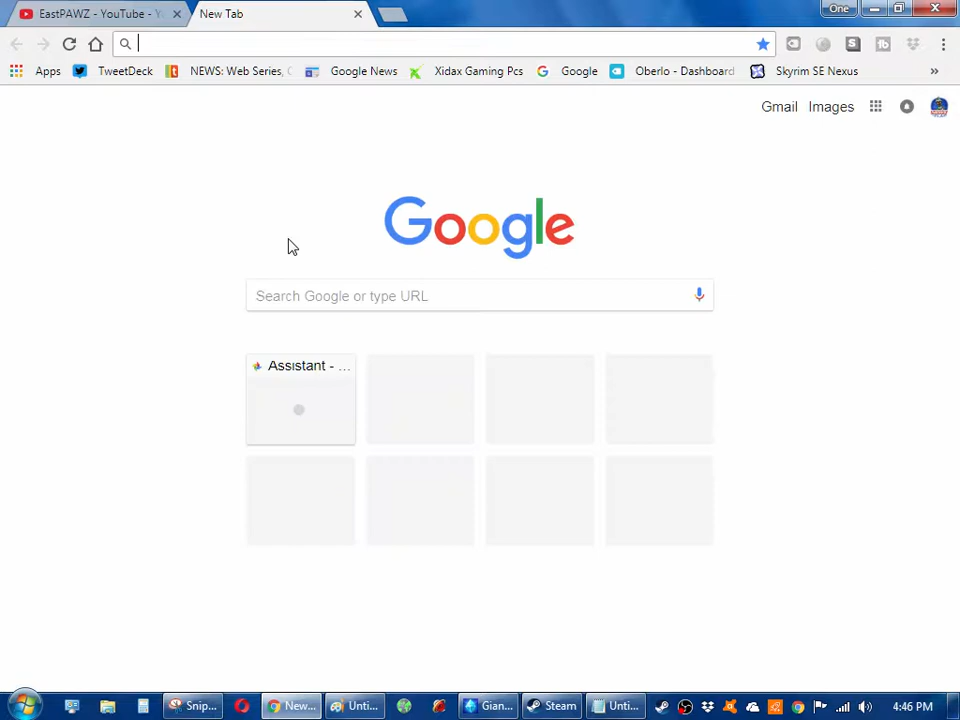 EastPAWZ - YouTube - Y
New Tab
One
Apps
TweetDeck
NEWS: Web Series,
Google News
Xidax Gaming Pcs
Google
Oberlo - Dashboard
Skyrim SE Nexus
»
Gmail
Images
Google
Search Google or type URL
Assistant - ...
Snip...
New...
Unti...
Gian...
Steam
Unti...
4:46 PM